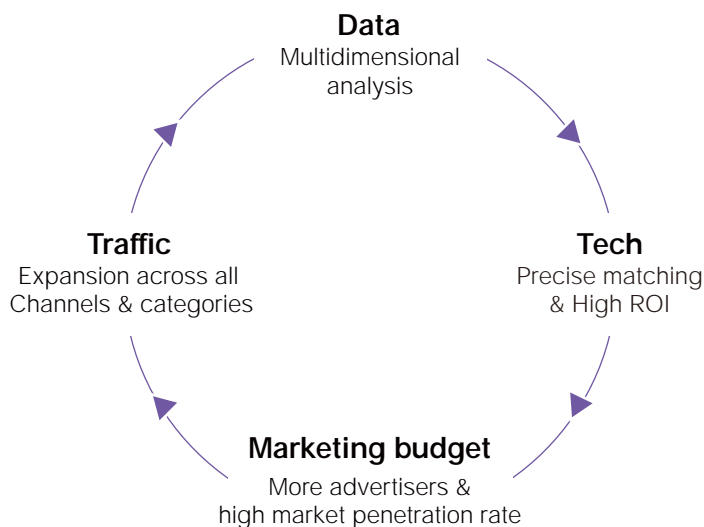 Data
Multidimensional
analysis
Traffic
Expansion across all
Channels & categories
Tech
Precise matching
& High ROI
Marketing budget
More advertisers &
high market penetration rate